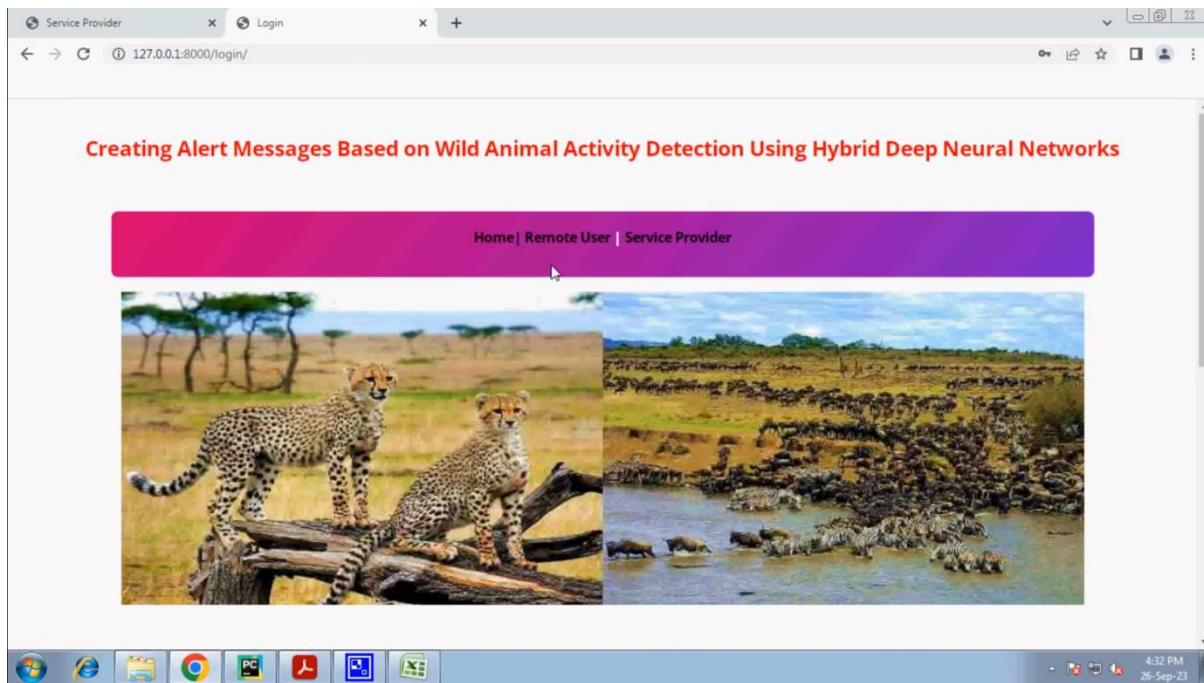 Service Provider
Login
127.0.0.1:8000/login/
Creating Alert Messages Based on Wild Animal Activity Detection Using Hybrid Deep Neural Networks
Home| Remote User | Service Provider
PC
4:32 PM
26-Sep-23